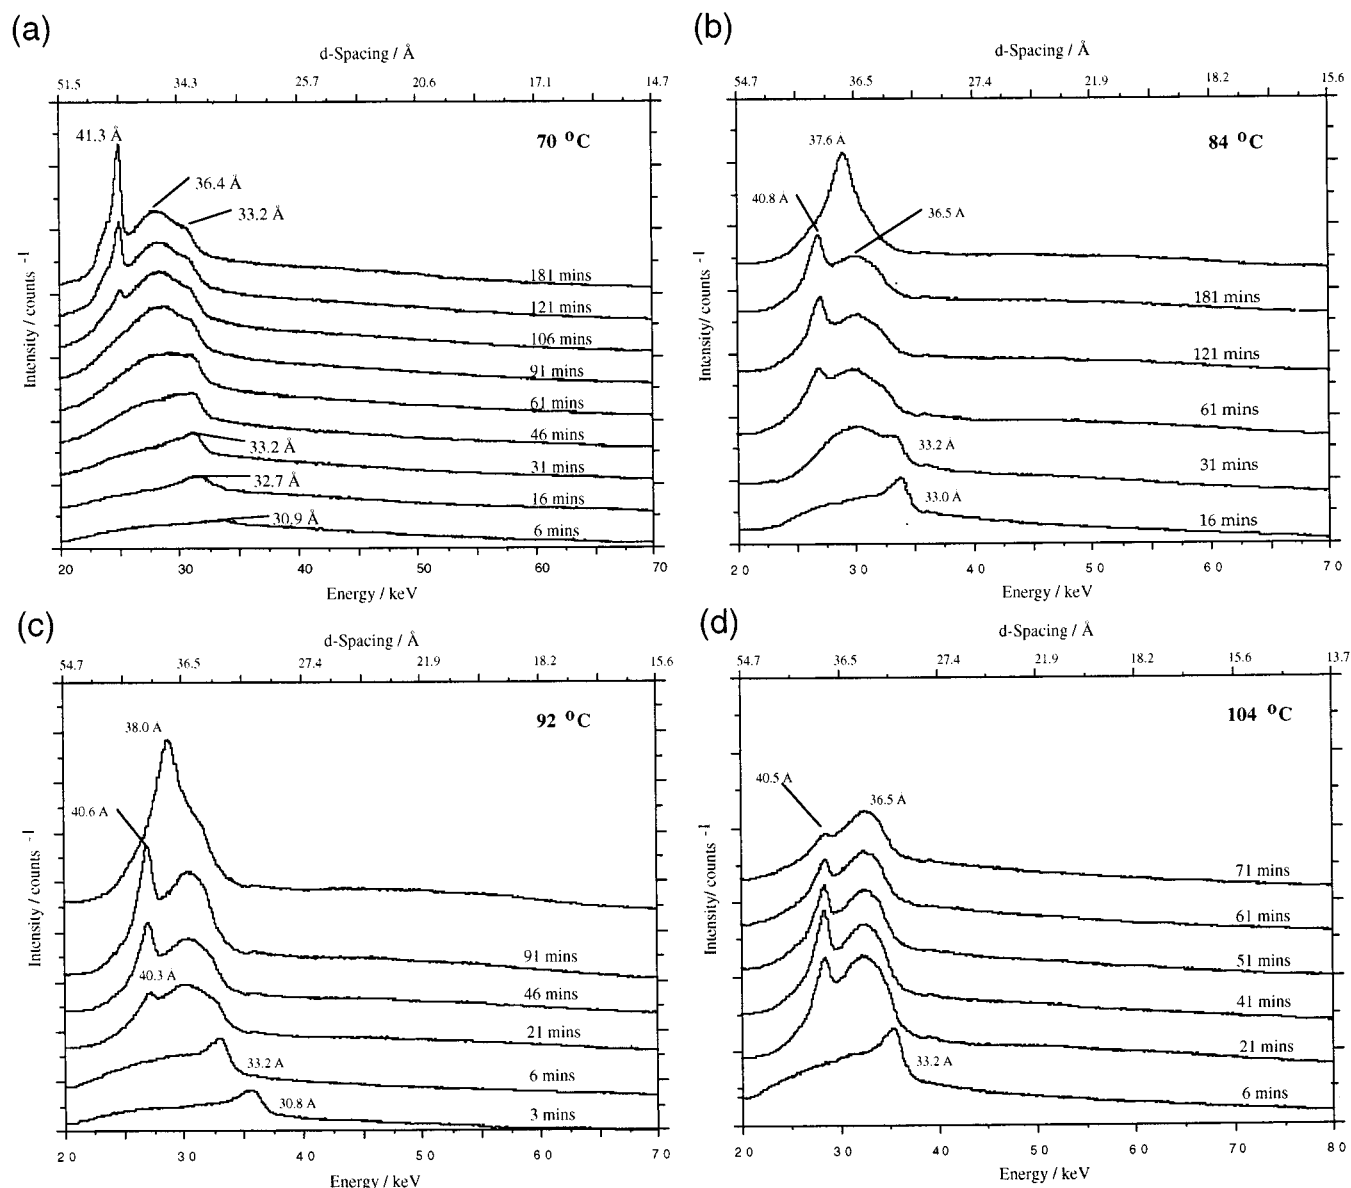 (a)
d-Spacing / Å
51.5 34.3 25.7 20.6 17.1 14.7
70 °C
41.3 Å
36.4 Å
33.2 Å
181 mins
121 mins
106 mins
91 mins
61 mins
46 mins
33.2 Å
31 mins
32.7 Å
16 mins
30.9 Å
6 mins
Intensity / counts -1
20 30 40 50 60 70
Energy / keV
(b)
d-Spacing / Å
54.7 36.5 27.4 21.9 18.2 15.6
84 °C
37.6 A
40.8 A
36.5 A
181 mins
121 mins
61 mins
33.2 A
31 mins
33.0 A
16 mins
Intensity/ counts -1
20 30 40 50 60 70
Energy / keV
(c)
d-Spacing / Å
54.7 36.5 27.4 21.9 18.2 15.6
92 °C
38.0 A
40.6 A
91 mins
40.3 A
46 mins
21 mins
33.2 A
6 mins
30.8 A
3 mins
Intensity / counts -1
20 30 40 50 60 70
Energy / keV
(d)
d-Spacing / Å
54.7 36.5 27.4 21.9 18.2 15.6 13.7
104 °C
40.5 A
36.5 A
71 mins
61 mins
51 mins
41 mins
21 mins
33.2 A
6 mins
Intensity/ counts -1
20 30 40 50 60 70 80
Energy / keV